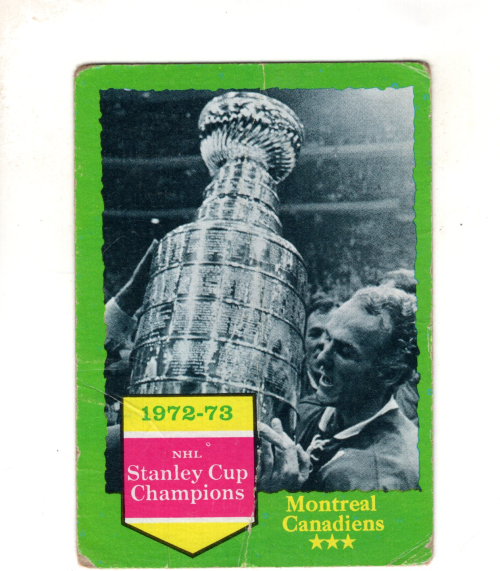 1972-73
NHL
Stanley Cup
Champions
Montreal
Canadiens